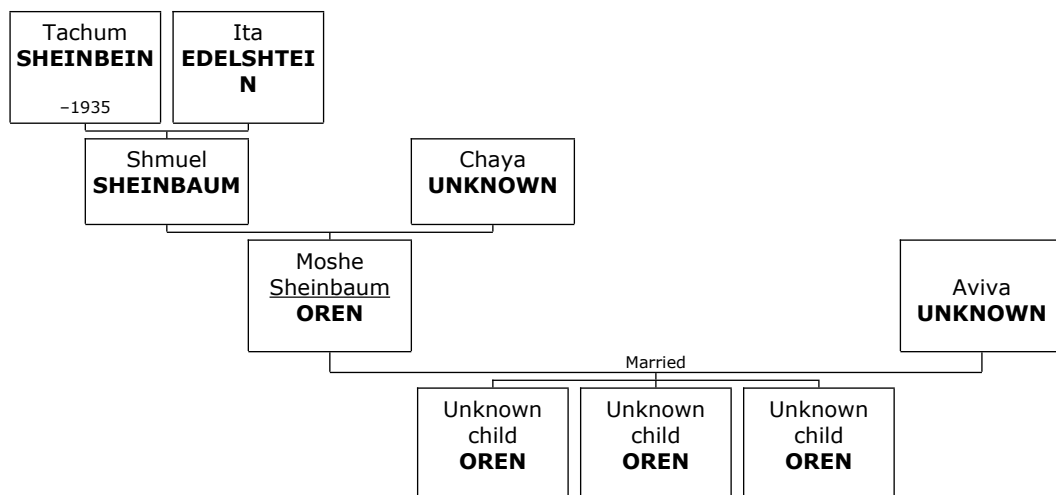 Tachum
SHEINBEIN
–1935
Ita
EDELSHTEI
N
Shmuel
SHEINBAUM
Chaya
UNKNOWN
Moshe
Sheinbaum
OREN
Aviva
UNKNOWN
Married
Unknown
child
OREN
Unknown
child
OREN
Unknown
child
OREN